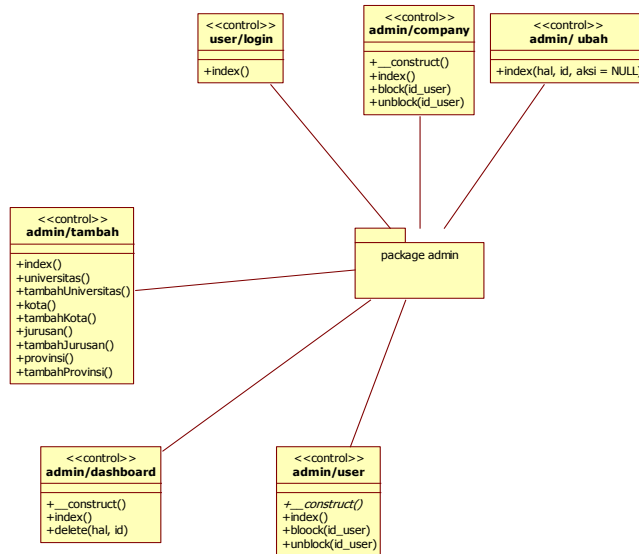 <<control>>
user/login
+index()
<<control>>
admin/company
+__construct()
+index()
+block(id_user)
+unblock(id_user)
<<control>>
admin/ ubah
+index(hal, id, aksi = NULL)
<<control>>
admin/tambah
+index()
+universitas()
+tambahUniversitas()
+kota()
+tambahKota()
+jurusan()
+tambahJurusan()
+provinsi()
+tambahProvinsi()
package admin
<<control>>
admin/dashboard
+__construct()
+index()
+delete(hal, id)
<<control>>
admin/user
+__construct()
+index()
+bloock(id_user)
+unblock(id_user)